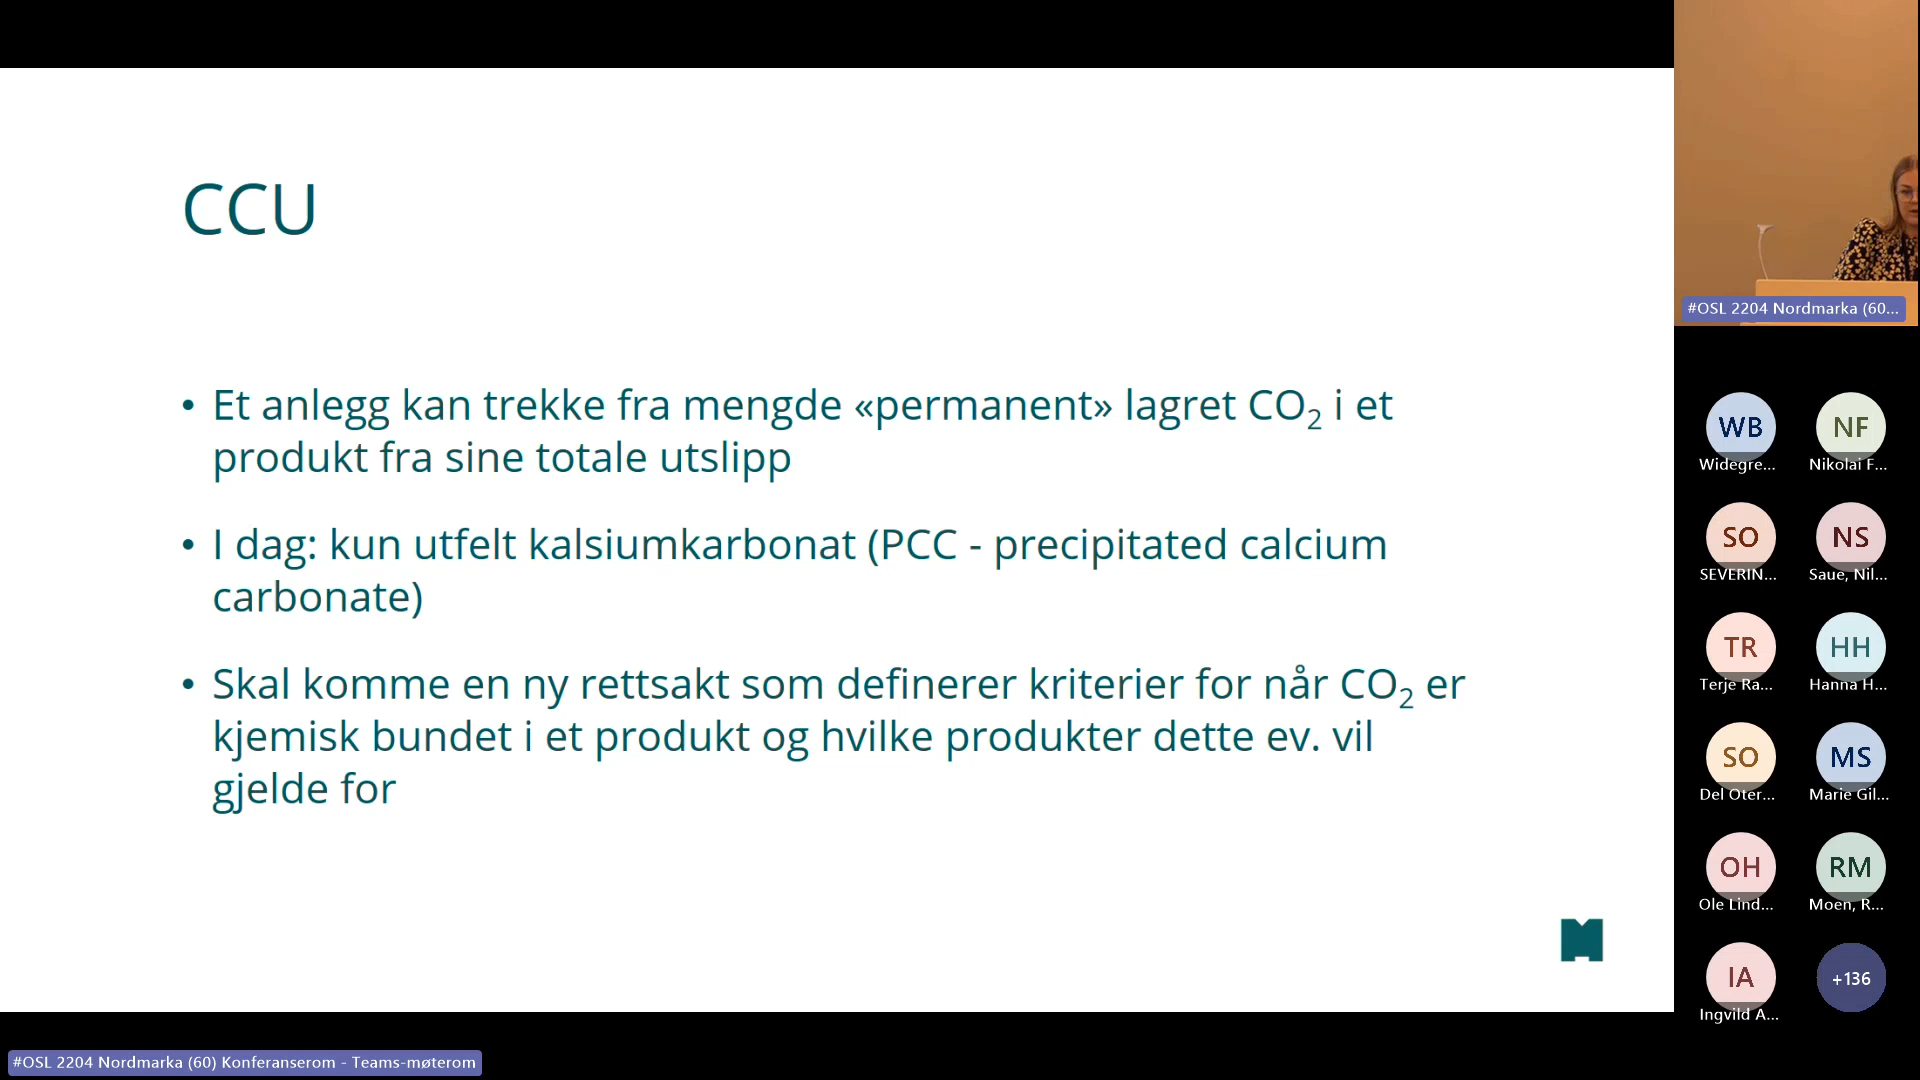 CCU
• Et anlegg kan trekke fra mengde «permanent» lagret CO₂ i et
produkt fra sine totale utslipp
• I dag: kun utfelt kalsiumkarbonat (PCC - precipitated calcium
carbonate)
• Skal komme en ny rettsakt som definerer kriterier for når CO₂ er
kjemisk bundet i et produkt og hvilke produkter dette ev. vil
gjelde for
#OSL 2204 Nordmarka (60...
WB
NF
Widegre...
Nikolai F...
SO
NS
SEVERIN...
Saue, Nil...
TR
HH
Terje Ra...
Hanna H...
SO
MS
Del Oter...
Marie Gil...
OH
RM
Ole Lind...
Moen, R...
IA
+136
Ingvild A...
#OSL 2204 Nordmarka (60) Konferanserom - Teams-møterom